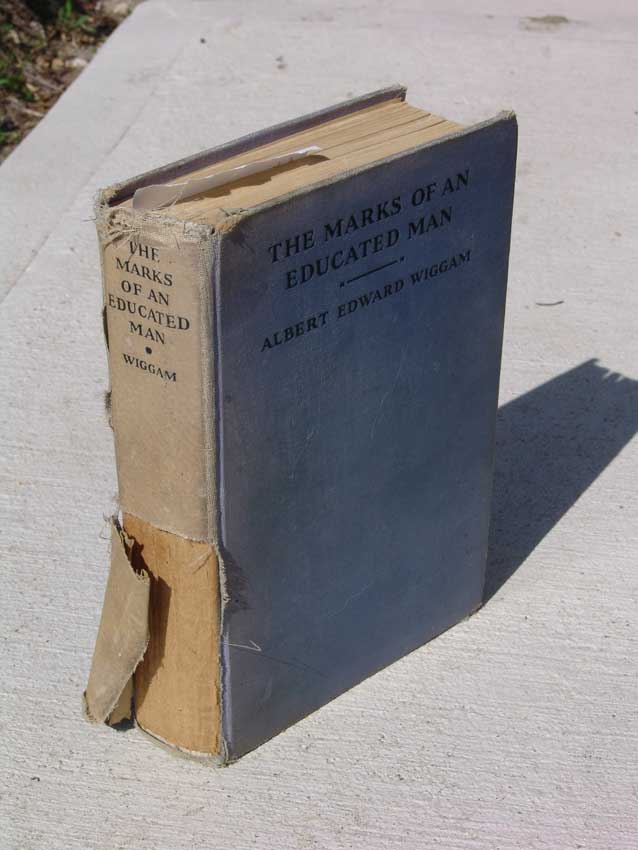 THE
MARKS
OF AN
EDUCATED
MAN
•
WIGGAM
THE MARKS OF AN
EDUCATED MAN
ALBERT EDWARD WIGGAM